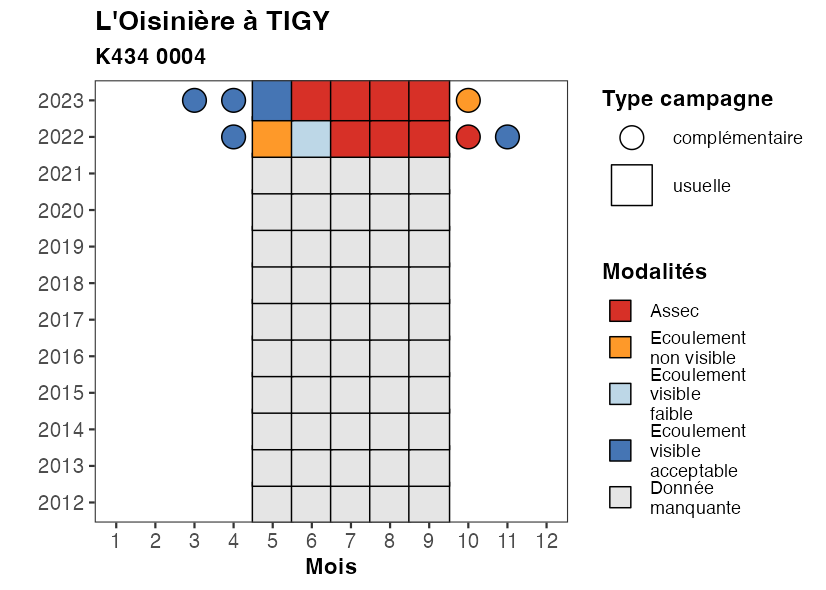 L'Oisinière à TIGY
K434 0004
2023
2022
2021
2020
2019
2018
2017
2016
2015
2014
2013
2012
1 2 3 4 5 6 7 8 9 10 11 12
Mois
Type campagne
complémentaire
usuelle
Modalités
Assec
Ecoulement
non visible
Ecoulement
visible
faible
Ecoulement
visible
acceptable
Donnée
manquante